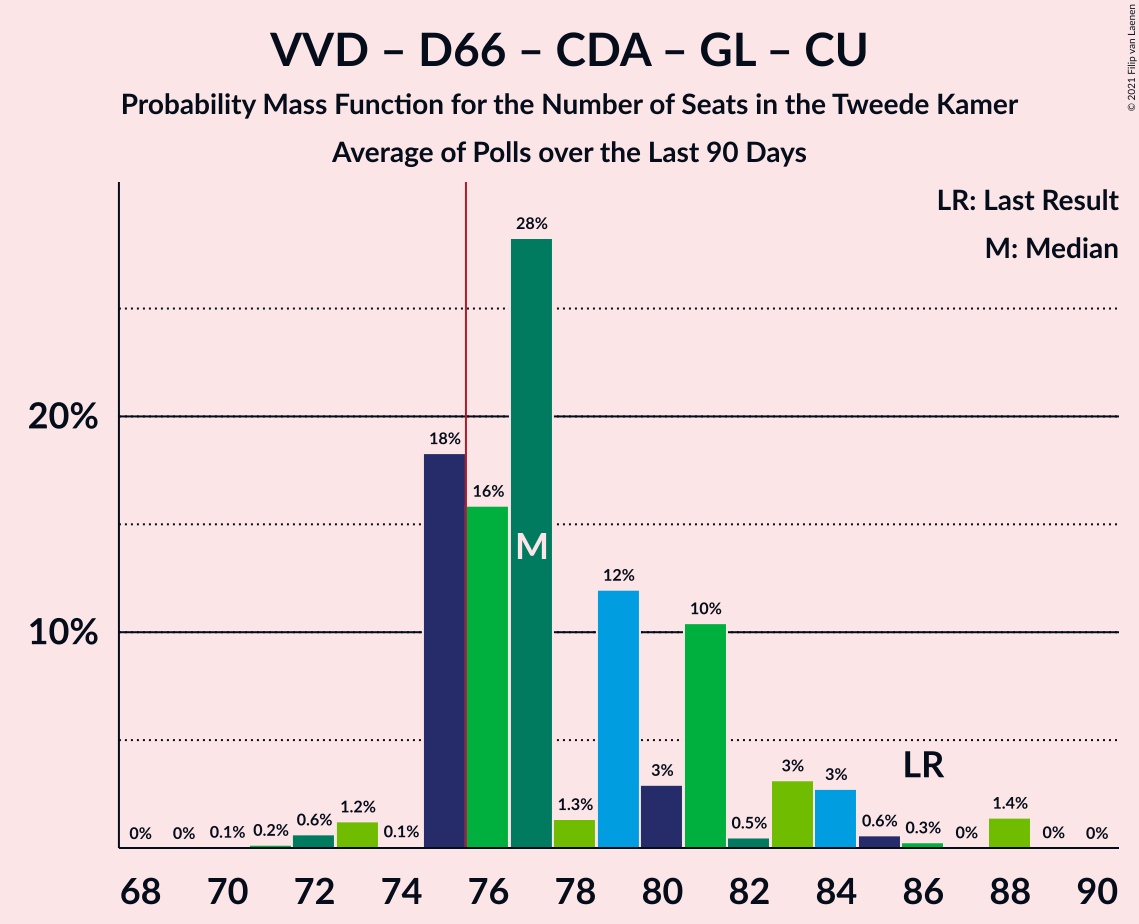 VVD – D66 – CDA – GL – CU
Probability Mass Function for the Number of Seats in the Tweede Kamer
Average of Polls over the Last 90 Days
© 2021 Filip van Laenen
LR: Last Result
M: Median
20%
10%
0% 0% 0.1% 0.2% 0.6% 1.2% 0.1% 18% 16% 28% 1.3% 12% 3% 10% 0.5% 3% 3% 0.6% 0.3% 0% 1.4% 0% 0%
M
LR
68 70 72 74 76 78 80 82 84 86 88 90